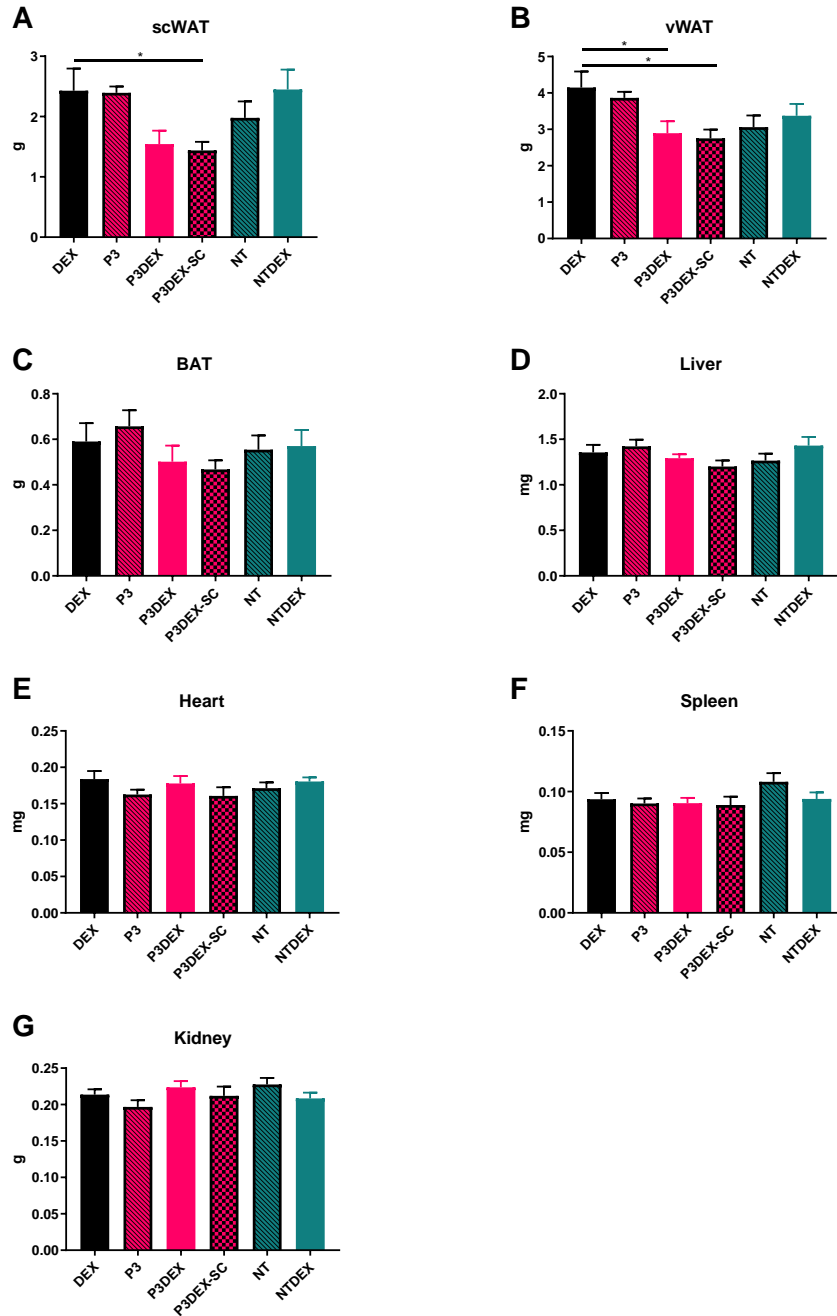 A
scWAT
3
2
1
0
g
*
DEX
P3
P3DEX
P3DEX-SC
NT
NTDEX
B
vWAT
5
4
3
2
1
0
g
*
*
DEX
P3
P3DEX
P3DEX-SC
NT
NTDEX
C
BAT
0.8
0.6
0.4
0.2
0.0
g
DEX
P3
P3DEX
P3DEX-SC
NT
NTDEX
D
Liver
2.0
1.5
1.0
0.5
0.0
mg
DEX
P3
P3DEX
P3DEX-SC
NT
NTDEX
E
Heart
0.25
0.20
0.15
0.10
0.05
0.00
mg
DEX
P3
P3DEX
P3DEX-SC
NT
NTDEX
F
Spleen
0.15
0.10
0.05
0.00
mg
DEX
P3
P3DEX
P3DEX-SC
NT
NTDEX
G
Kidney
0.25
0.20
0.15
0.10
0.05
0.00
g
DEX
P3
P3DEX
P3DEX-SC
NT
NTDEX